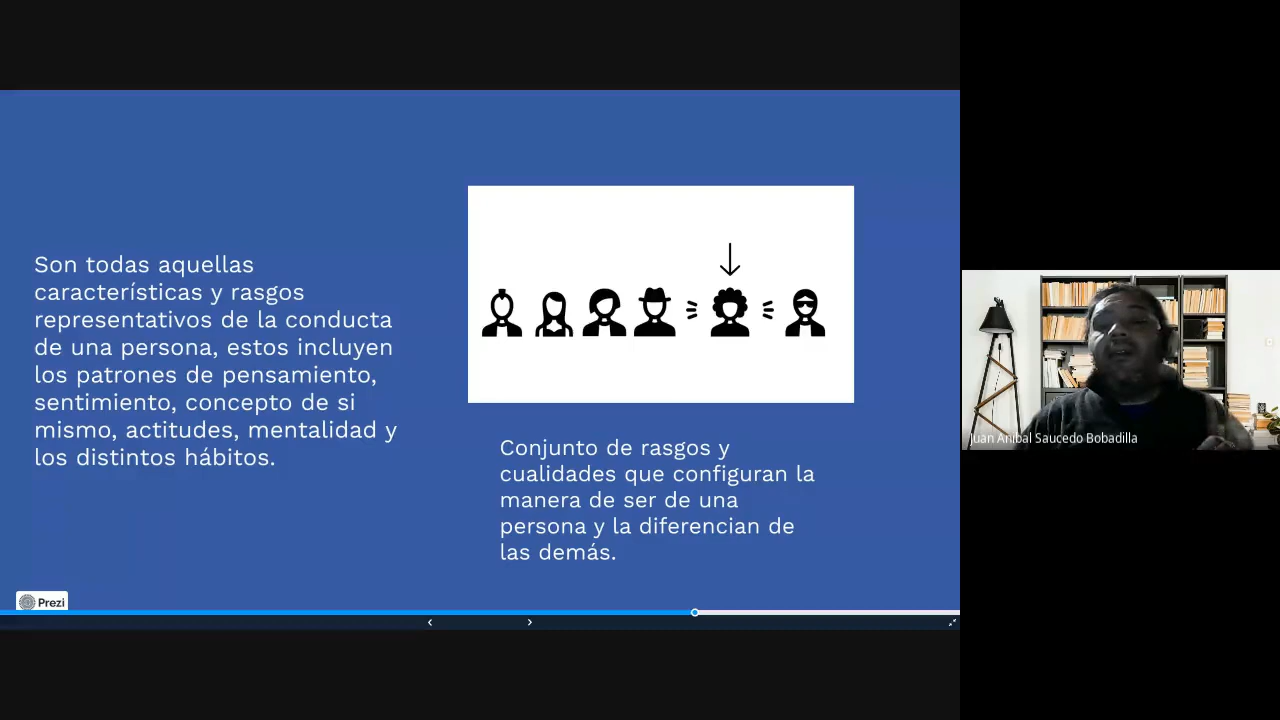 Son todas aquellas
características y rasgos
representativos de la conducta
de una persona, estos incluyen
los patrones de pensamiento,
sentimiento, concepto de si
mismo, actitudes, mentalidad y
los distintos hábitos.
Conjunto de rasgos y
cualidades que configuran la
manera de ser de una
persona y la diferencian de
las demás.
Prezi
Juan Anibal Saucedo Bobadilla